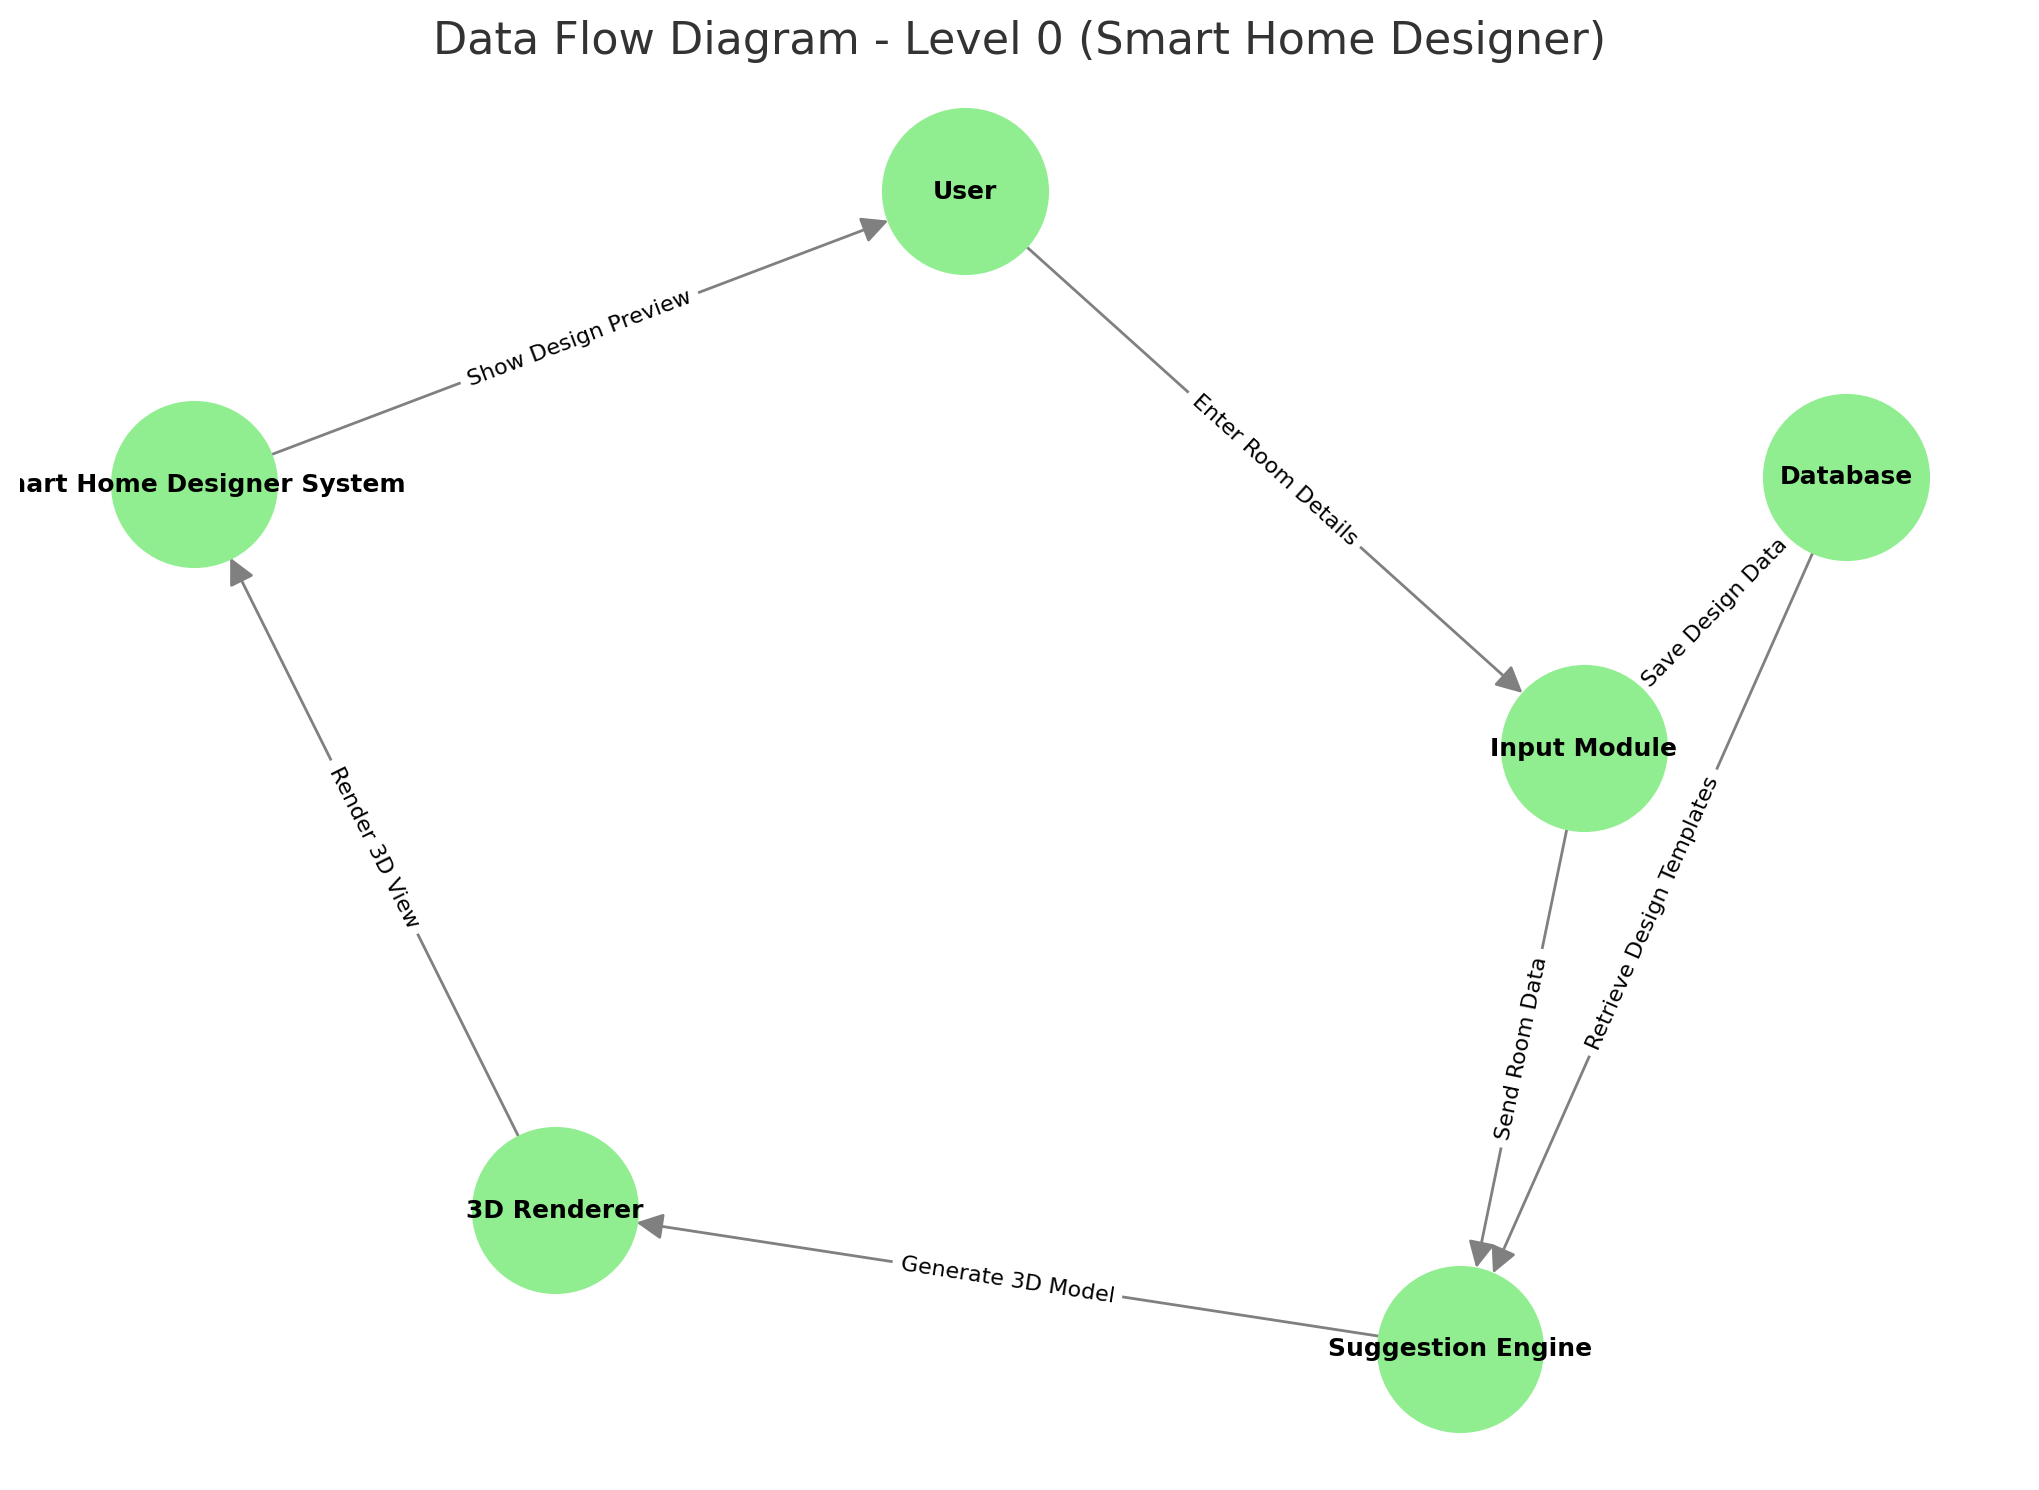 Data Flow Diagram - Level 0 (Smart Home Designer)
User
Show Design Preview
Enter Room Details
Database
Home Designer System
Save Design Data
Input Module
Render 3D View
Retrieve Design Templates
Send Room Data
3D Renderer
Generate 3D Model
Suggestion Engine